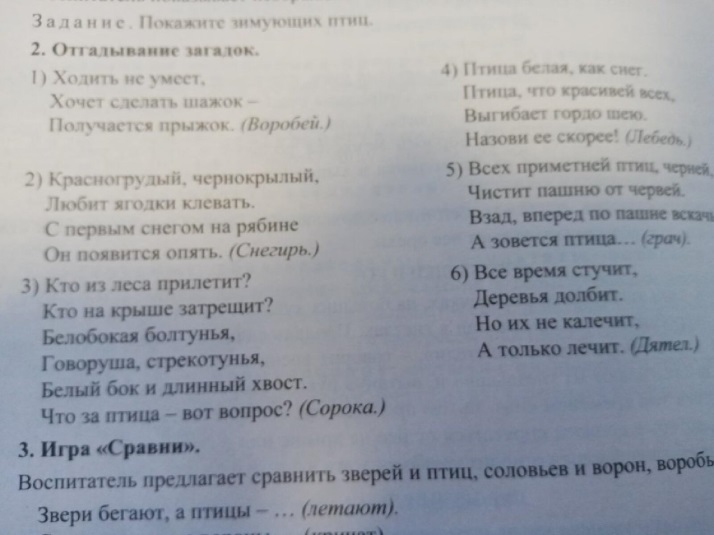 Задание. Покажите зимующих птиц.
2. Отгадывание загадок.
1) Ходить не умеет,
Хочет сделать шажок –
Получается прыжок. (Воробей.)
2) Красногрудый, чернокрылый,
Любит ягодки клевать.
С первым снегом на рябине
Он появится опять. (Снегирь.)
3) Кто из леса прилетит?
Кто на крыше затрещит?
Белобокая болтунья,
Говоруша, стрекотунья,
Белый бок и длинный хвост.
Что за птица – вот вопрос? (Сорока.)
4) Птица белая, как снег.
Птица, что красивей всех,
Выгибает гордо шею.
Назови ее скорее! (Лебедь.)
5) Всех приметней птиц, черней,
Чистит пашню от червей.
Взад, вперед по пашне вскачь
А зовется птица… (грач).
6) Все время стучит,
Деревья долбит.
Но их не калечит,
А только лечит. (Дятел.)
3. Игра «Сравни».
Воспитатель предлагает сравнить зверей и птиц, соловьев и ворон, воробь
Звери бегают, а птицы – … (летают).